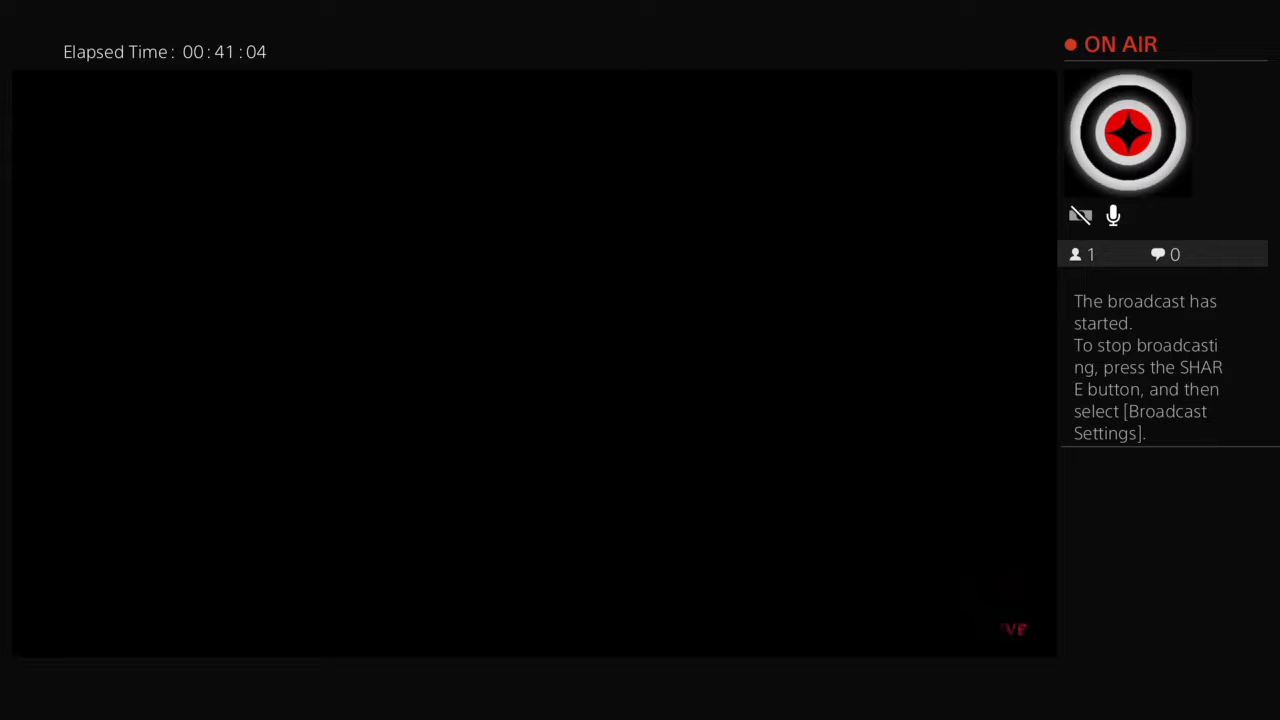 Elapsed Time: 00:41:04
ON AIR
1 0
The broadcast has
started.
To stop broadcasti
ng, press the SHAR
E button, and then
select [Broadcast
Settings].